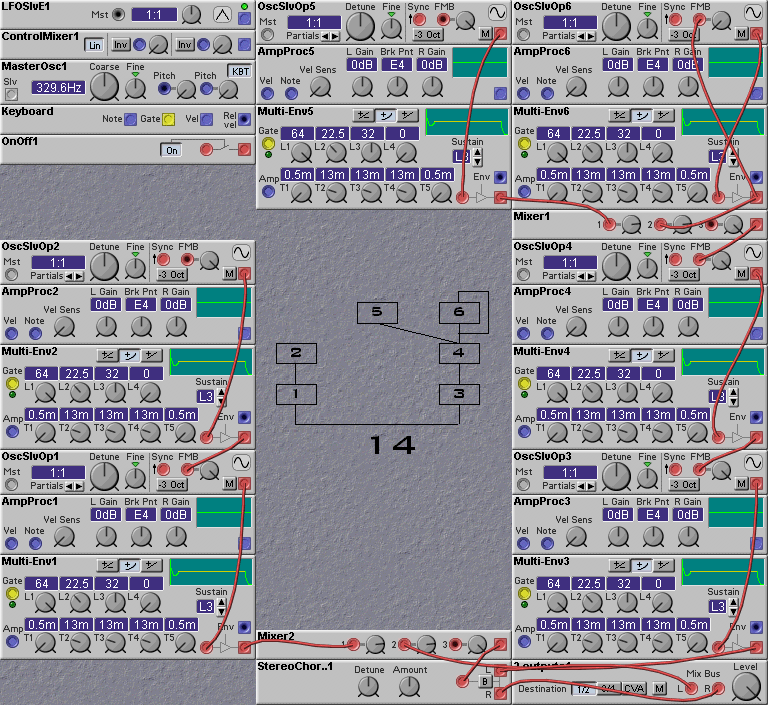 LFOSlvE1
Mst 1:1
ControlMixer1
Lin Inv Inv
MasterOsc1
Coarse Fine KBT
Slv 329.6Hz Pitch Pitch
Keyboard
Note Gate Vel Rel vel
OnOff1
On
OscSlvOp5
Detune Fine Sync FMB
Mst 1:1
Partials -3 Oct M
AmpProc5
L Gain Brk Pnt R Gain
Vel Sens 0dB E4 0dB
Vel Note
Multi-Env5
Gate 64 22.5 32 0 Sustain
L1 L2 L3 L4 L3
Env
Amp 0.5m 13m 13m 13m 0.5m
T1 T2 T3 T4 T5
OscSlvOp6
Detune Fine Sync FMB
Mst 1:1
Partials -3 Oct M
AmpProc6
L Gain Brk Pnt R Gain
Vel Sens 0dB E4 0dB
Vel Note
Multi-Env6
Gate 64 22.5 32 0 Sustain
L1 L2 L3 L4 L3
Env
Amp 0.5m 13m 13m 13m 0.5m
T1 T2 T3 T4 T5
Mixer1
1 2 3
OscSlvOp2
Detune Fine Sync FMB
Mst 1:1
Partials -3 Oct M
AmpProc2
L Gain Brk Pnt R Gain
Vel Sens 0dB E4 0dB
Vel Note
Multi-Env2
Gate 64 22.5 32 0 Sustain
L1 L2 L3 L4 L3
Env
Amp 0.5m 13m 13m 13m 0.5m
T1 T2 T3 T4 T5
5 6
2 4
1 3
14
OscSlvOp4
Detune Fine Sync FMB
Mst 1:1
Partials -3 Oct M
AmpProc4
L Gain Brk Pnt R Gain
Vel Sens 0dB E4 0dB
Vel Note
Multi-Env4
Gate 64 22.5 32 0 Sustain
L1 L2 L3 L4 L3
Env
Amp 0.5m 13m 13m 13m 0.5m
T1 T2 T3 T4 T5
OscSlvOp1
Detune Fine Sync FMB
Mst 1:1
Partials -3 Oct M
AmpProc1
L Gain Brk Pnt R Gain
Vel Sens 0dB E4 0dB
Vel Note
Multi-Env1
Gate 64 22.5 32 0 Sustain
L1 L2 L3 L4 L3
Env
Amp 0.5m 13m 13m 13m 0.5m
T1 T2 T3 T4 T5
OscSlvOp3
Detune Fine Sync FMB
Mst 1:1
Partials -3 Oct M
AmpProc3
L Gain Brk Pnt R Gain
Vel Sens 0dB E4 0dB
Vel Note
Multi-Env3
Gate 64 22.5 32 0 Sustain
L1 L2 L3 L4 L3
Env
Amp 0.5m 13m 13m 13m 0.5m
T1 T2 T3 T4 T5
Mixer2
1 2 3
StereoChor..1
Detune Amount L
B
R
2 outputs1
Mix Bus Level
Destination 1/2 3/4 CVA M L R